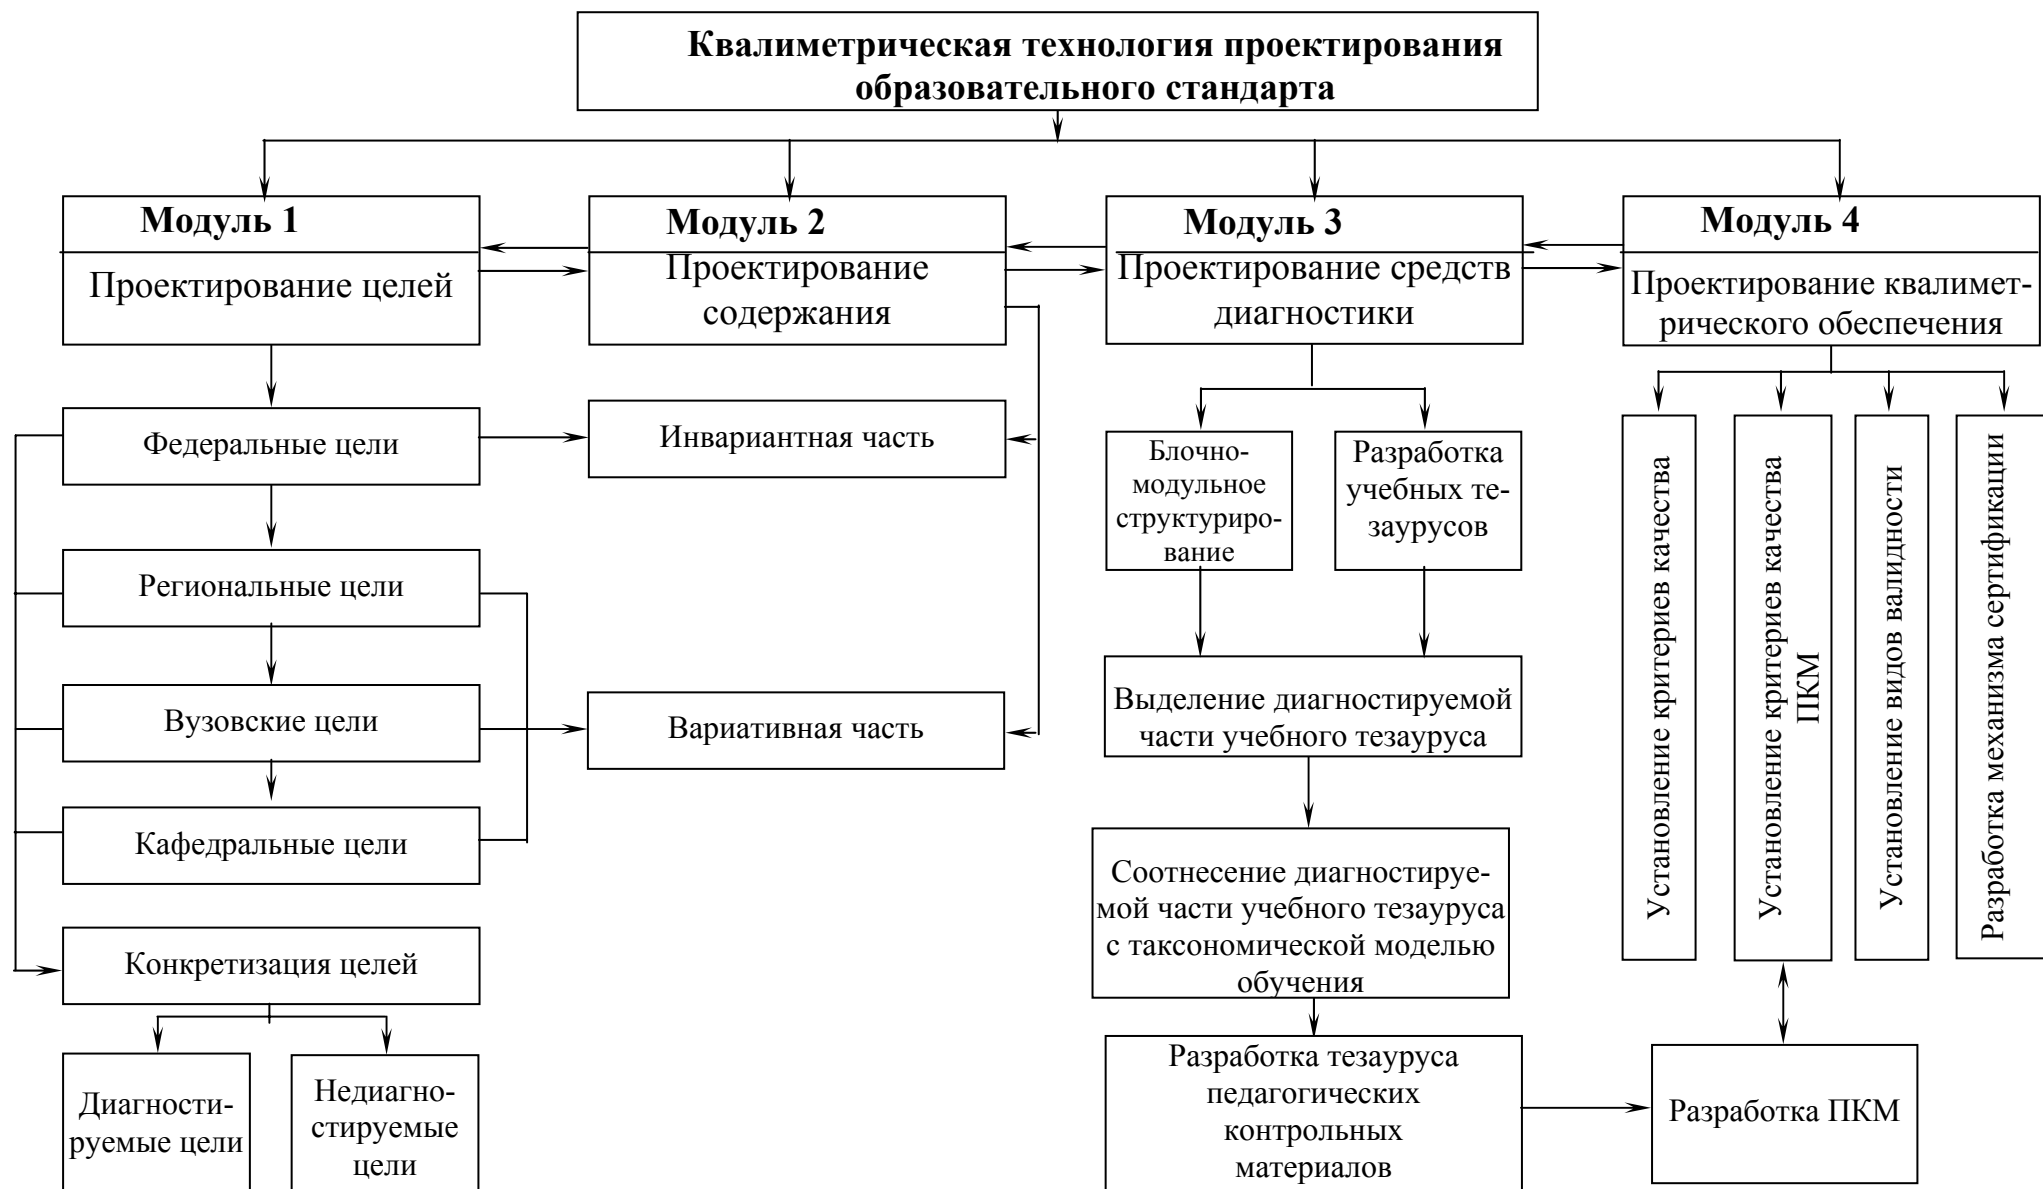 Квалиметрическая технология проектирования
образовательного стандарта
Модуль 1
Проектирование целей
Модуль 2
Проектирование
содержания
Модуль 3
Проектирование средств
диагностики
Модуль 4
Проектирование квалимет-
рического обеспечения
Федеральные цели
Региональные цели
Вузовские цели
Кафедральные цели
Конкретизация целей
Диагности-
руемые цели
Недиагно-
стируемые
цели
Инвариантная часть
Вариативная часть
Блочно-
модульное
структуриро-
вание
Разработка
учебных те-
заурусов
Выделение диагностируемой
части учебного тезауруса
Соотнесение диагностируе-
мой части учебного тезауруса
с таксономической моделью
обучения
Разработка тезауруса
педагогических
контрольных
материалов
Установление критериев качества
Установление критериев качества
ПКМ
Установление видов валидности
Разработка механизма сертификации
Разработка ПКМ